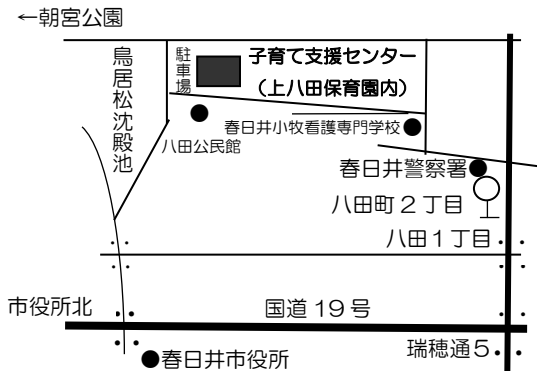 ←朝宮公園
鳥居松沈殿池
駐車場
子育て支援センター
（上八田保育園内）
春日井小牧看護専門学校
八田公民館
春日井警察署
八田町２丁目
八田１丁目
市役所北
国道 19 号
瑞穂通５
春日井市役所